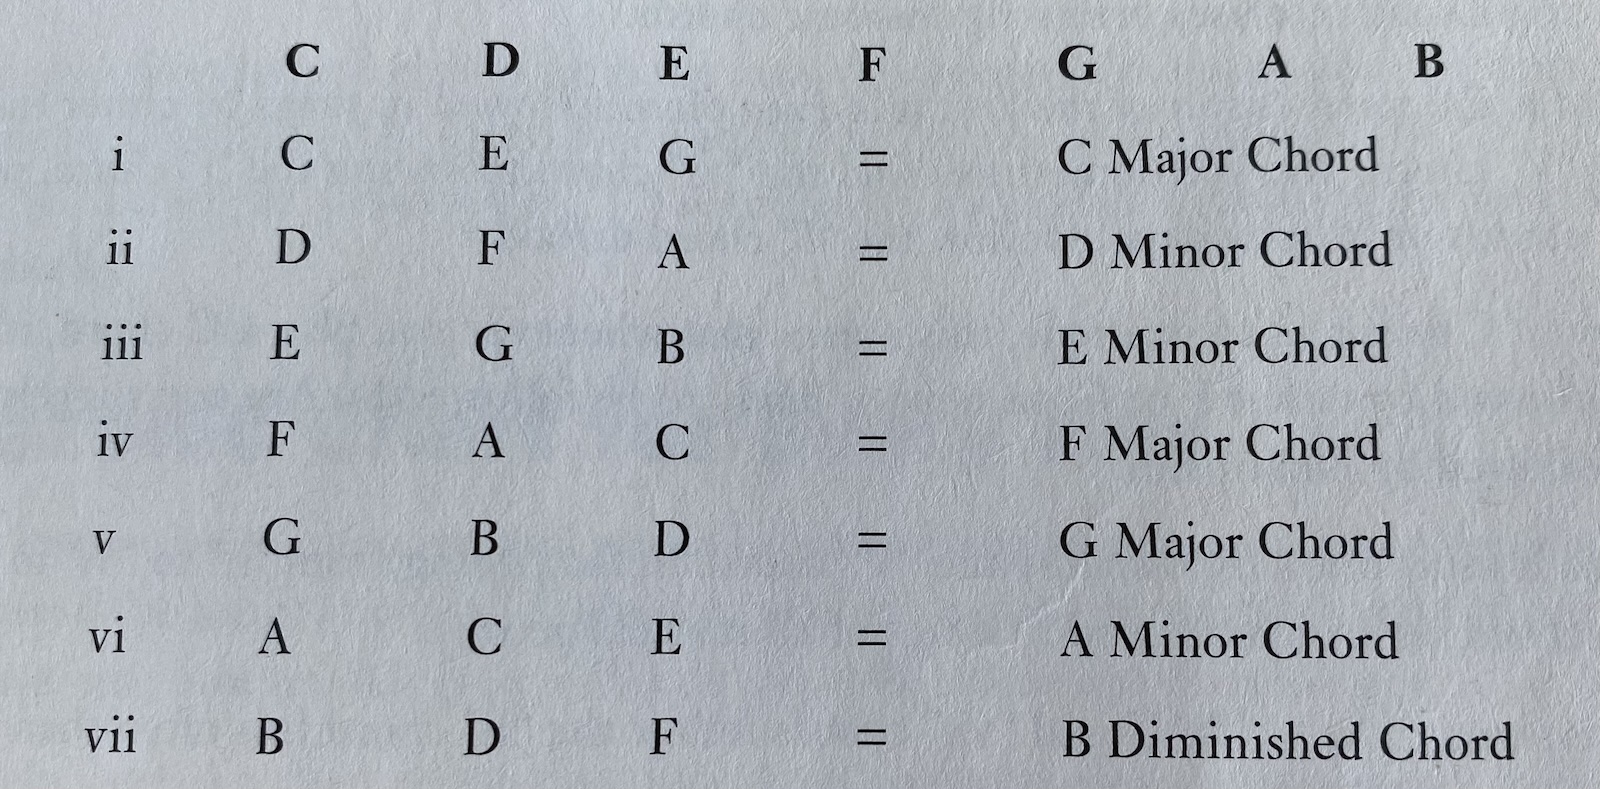 C D E F G A B
i C E G = C Major Chord
ii D F A = D Minor Chord
iii E G B = E Minor Chord
iv F A C = F Major Chord
v G B D = G Major Chord
vi A C E = A Minor Chord
vii B D F = B Diminished Chord